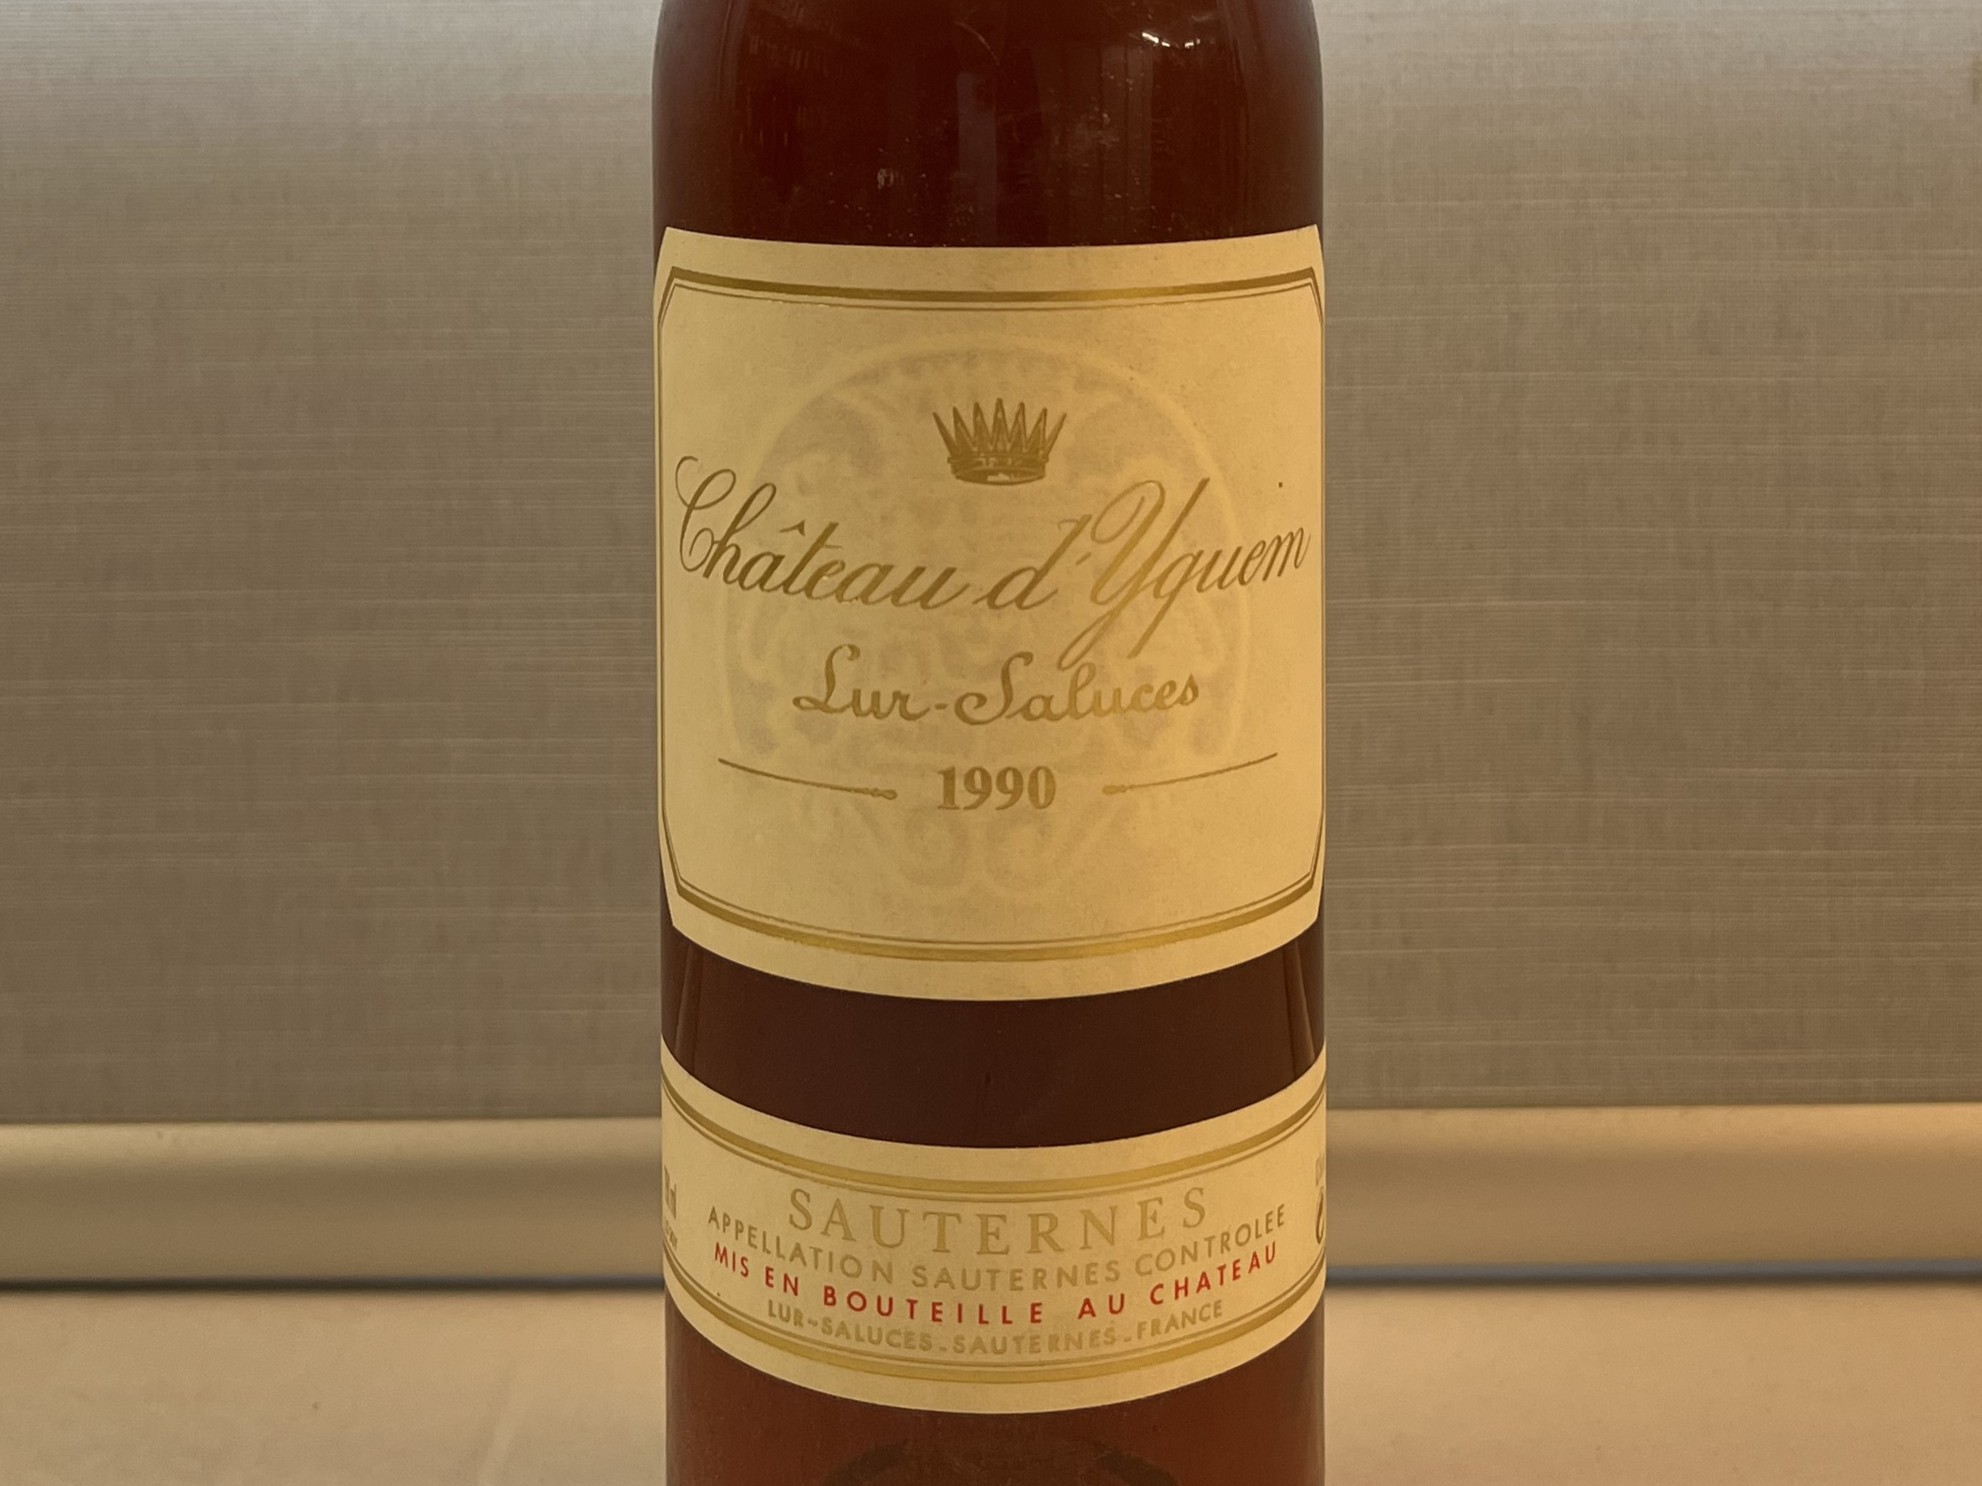 Château d'Yquem
Lur-Saluces
1990
SAUTERNES
APPELLATION SAUTERNES CONTROLEE
MIS EN BOUTEILLE AU CHATEAU
LUR-SALUCES-SAUTERNES-FRANCE